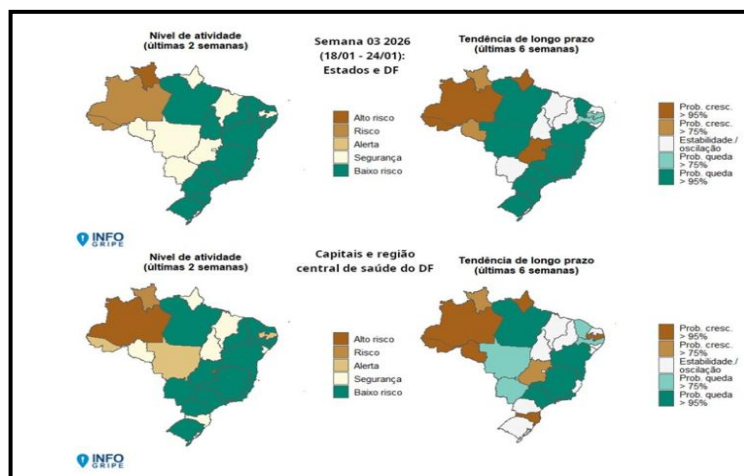 Nível de atividade
(últimas 2 semanas)
Semana 03 2026
(18/01 - 24/01):
Estados e DF
Tendência de longo prazo
(últimas 6 semanas)
Alto risco
Risco
Alerta
Segurança
Baixo risco
Prob. cresc.
> 95%
Prob. cresc.
> 75%
Estabilidade./
oscilação
Prob. queda
> 75%
Prob. queda
> 95%
INFO
GRIPE
Nível de atividade
(últimas 2 semanas)
Capitais e região
central de saúde do DF
Tendência de longo prazo
(últimas 6 semanas)
Alto risco
Risco
Alerta
Segurança
Baixo risco
Prob. cresc.
> 95%
Prob. cresc.
> 75%
Estabilidade./
oscilação
Prob. queda
> 75%
Prob. queda
> 95%
INFO
GRIPE